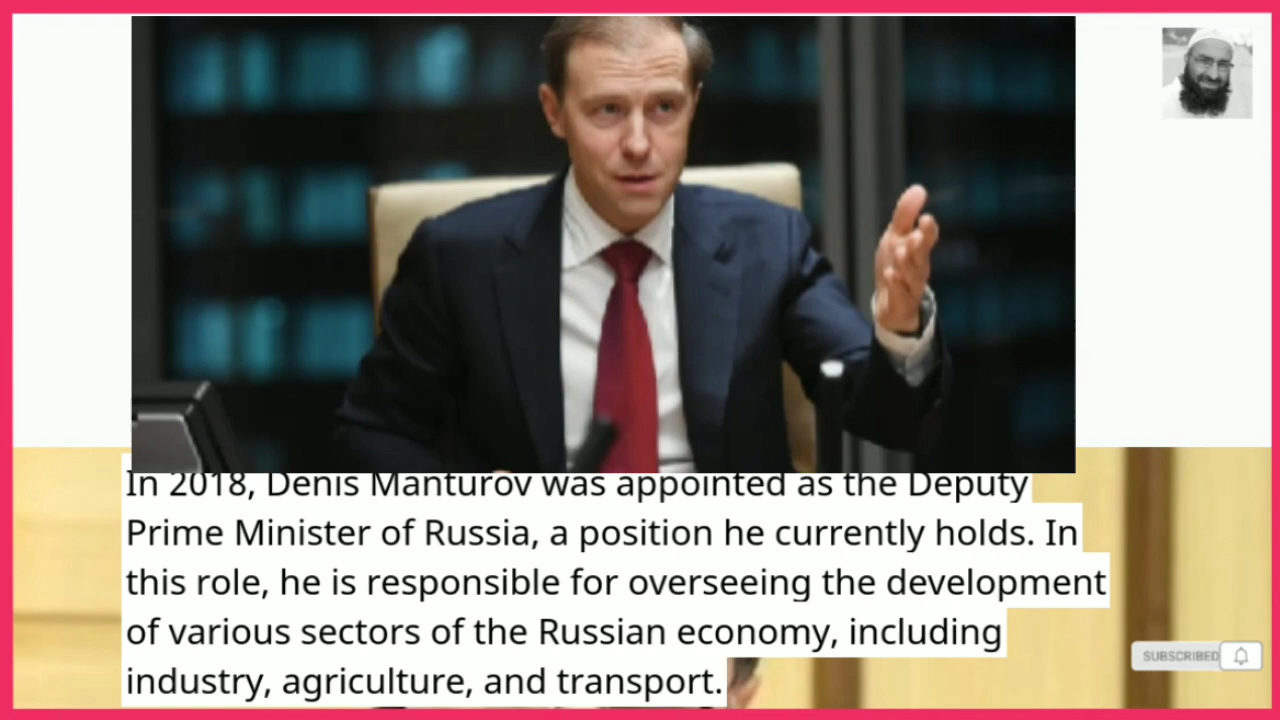 In 2018, Denis Manturov was appointed as the Deputy
Prime Minister of Russia, a position he currently holds. In
this role, he is responsible for overseeing the development
of various sectors of the Russian economy, including
industry, agriculture, and transport.
SUBSCRIBED